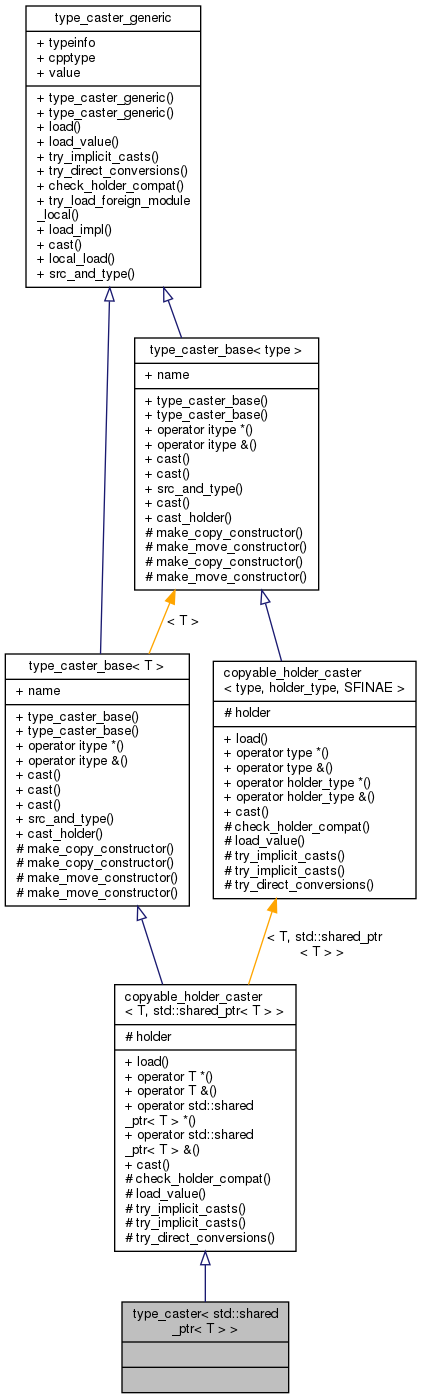 type_caster_generic
+ typeinfo
+ cpptype
+ value
+ type_caster_generic()
+ type_caster_generic()
+ load()
+ load_value()
+ try_implicit_casts()
+ try_direct_conversions()
+ check_holder_compat()
+ try_load_foreign_module
_local()
+ load_impl()
+ cast()
+ local_load()
+ src_and_type()
type_caster_base< type >
+ name
+ type_caster_base()
+ type_caster_base()
+ operator itype *()
+ operator itype &()
+ cast()
+ cast()
+ src_and_type()
+ cast()
+ cast_holder()
# make_copy_constructor()
# make_move_constructor()
# make_copy_constructor()
# make_move_constructor()
< T >
type_caster_base< T >
+ name
+ type_caster_base()
+ type_caster_base()
+ operator itype *()
+ operator itype &()
+ cast()
+ cast()
+ cast()
+ src_and_type()
+ cast_holder()
# make_copy_constructor()
# make_copy_constructor()
# make_move_constructor()
# make_move_constructor()
copyable_holder_caster
< type, holder_type, SFINAE >
# holder
+ load()
+ operator type *()
+ operator type &()
+ operator holder_type *()
+ operator holder_type &()
+ cast()
# check_holder_compat()
# load_value()
# try_implicit_casts()
# try_implicit_casts()
# try_direct_conversions()
< T, std::shared_ptr
< T > >
copyable_holder_caster
< T, std::shared_ptr< T > >
# holder
+ load()
+ operator T *()
+ operator T &()
+ operator std::shared
_ptr< T > *()
+ operator std::shared
_ptr< T > &()
+ cast()
# check_holder_compat()
# load_value()
# try_implicit_casts()
# try_implicit_casts()
# try_direct_conversions()
type_caster< std::shared
_ptr< T > >